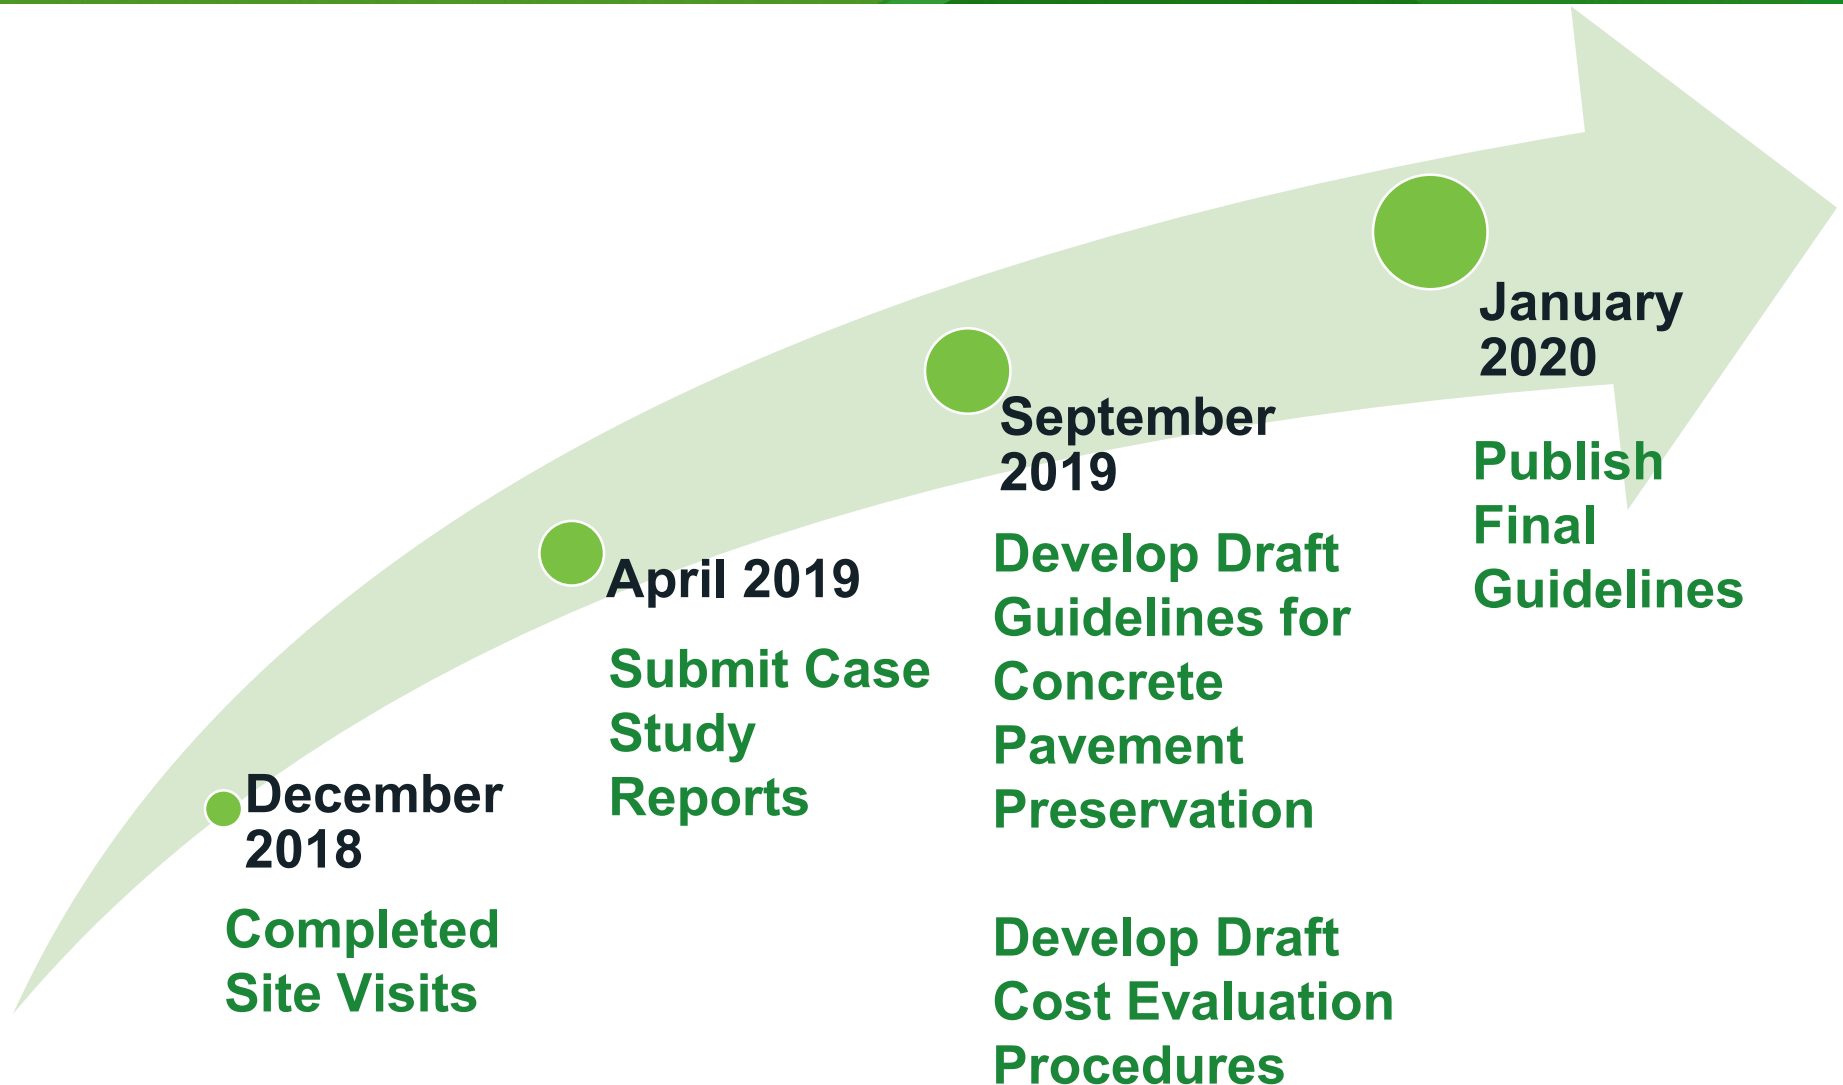 December
2018
Completed
Site Visits
April 2019
Submit Case
Study
Reports
September
2019
Develop Draft
Guidelines for
Concrete
Pavement
Preservation
Develop Draft
Cost Evaluation
Procedures
January
2020
Publish
Final
Guidelines